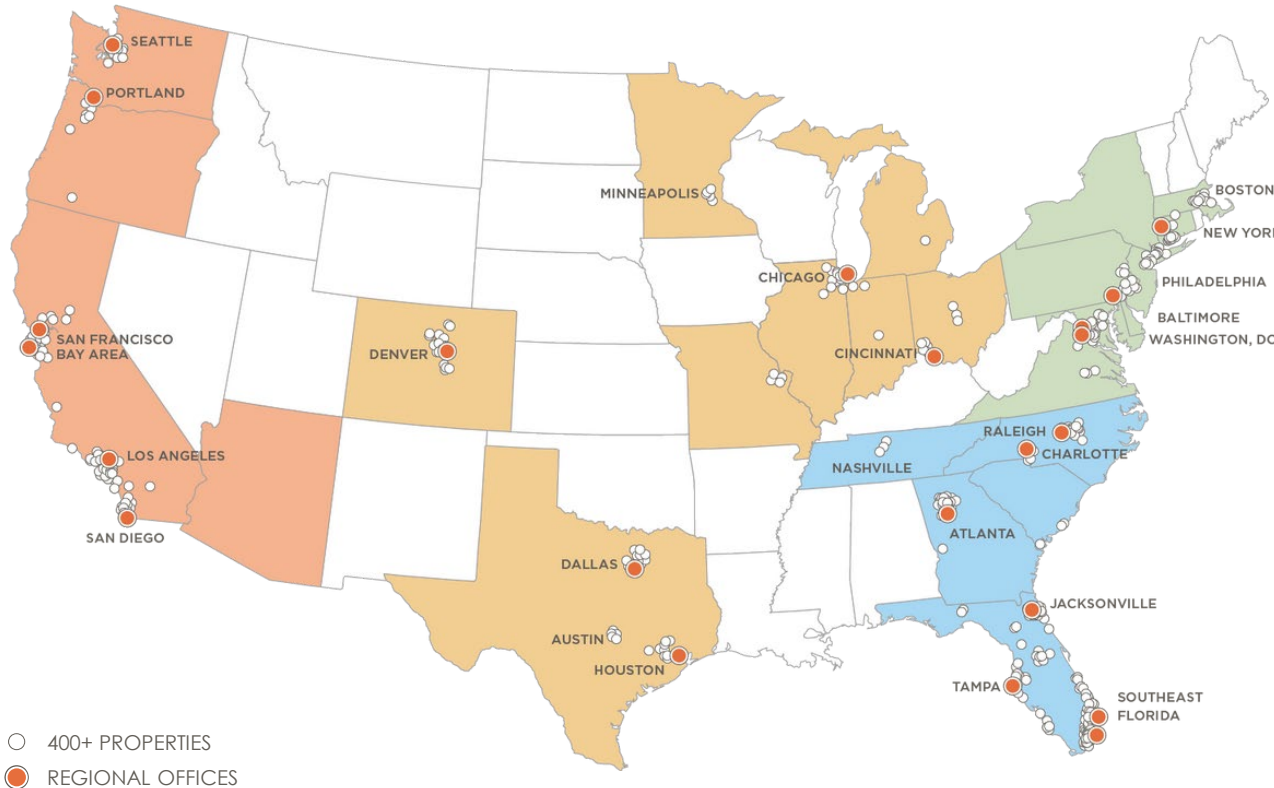 SEATTLE
PORTLAND
MINNEAPOLIS
BOSTON
NEW YORK
CHICAGO
PHILADELPHIA
BALTIMORE
WASHINGTON, DC
SAN FRANCISCO
BAY AREA
DENVER
CINCINNATI
RALEIGH
CHARLOTTE
LOS ANGELES
NASHVILLE
SAN DIEGO
ATLANTA
DALLAS
JACKSONVILLE
AUSTIN
HOUSTON
TAMPA
SOUTHEAST
FLORIDA
400+ PROPERTIES
REGIONAL OFFICES